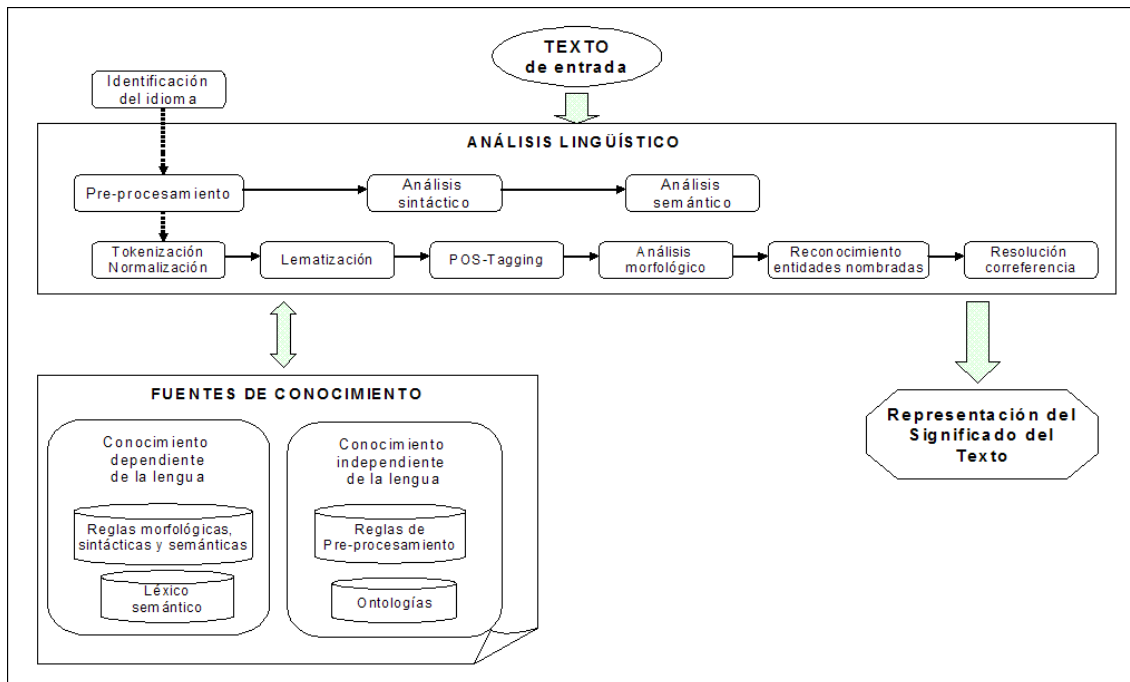 TEXTO
de entrada
Identificación
del idioma
ANÁLISIS LINGÜÍSTICO
Pre-procesamiento
Análisis
sintáctico
Análisis
semántico
Tokenización
Normalización
Lematización
POS-Tagging
Análisis
morfológico
Reconocimiento
entidades nombradas
Resolución
correferencia
FUENTES DE CONOCIMIENTO
Conocimiento
dependiente
de la lengua
Reglas morfológicas,
sintácticas y semánticas
Léxico
semántico
Conocimiento
independiente
de la lengua
Reglas de
Pre-procesamiento
Ontologías
Representación del
Significado del
Texto